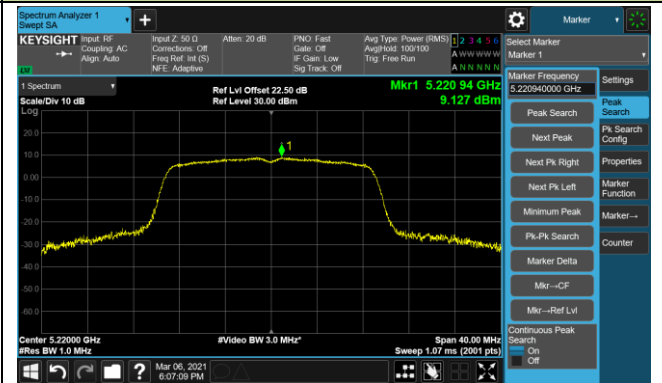 Spectrum Analyzer 1
Swept SA
Marker
KEYSIGHT
Input: RF
Coupling: AC
Align: Auto
Input Z: 50 Ω
Corrections: Off
Freq Ref: Int (S)
NFE: Adaptive
Atten: 20 dB
PNO: Fast
Gate: Off
IF Gain: Low
Sig Track: Off
Avg Type: Power (RMS)
Avg|Hold: 100/100
Trig: Free Run
1 2 3 4 5 6
A W W W W W
A N N N N N
Select Marker
Marker 1
1 Spectrum
Scale/Div 10 dB
Log
Ref Lvl Offset 22.50 dB
Ref Level 30.00 dBm
Mkr1 5.220 94 GHz
9.127 dBm
1
20.0
10.0
0.00
-10.0
-20.0
-30.0
-40.0
-50.0
-60.0
Center 5.22000 GHz
#Res BW 1.0 MHz
#Video BW 3.0 MHz*
Span 40.00 MHz
Sweep 1.07 ms (2001 pts)
Marker Frequency
5.220940000 GHz
Peak Search
Next Peak
Next Pk Right
Next Pk Left
Minimum Peak
Pk-Pk Search
Marker Delta
Mkr→CF
Mkr→Ref Lvl
Continuous Peak
Search
On
Off
Settings
Peak
Search
Pk Search
Config
Properties
Marker
Function
Marker→
Counter
?
Mar 06, 2021
6:07:09 PM